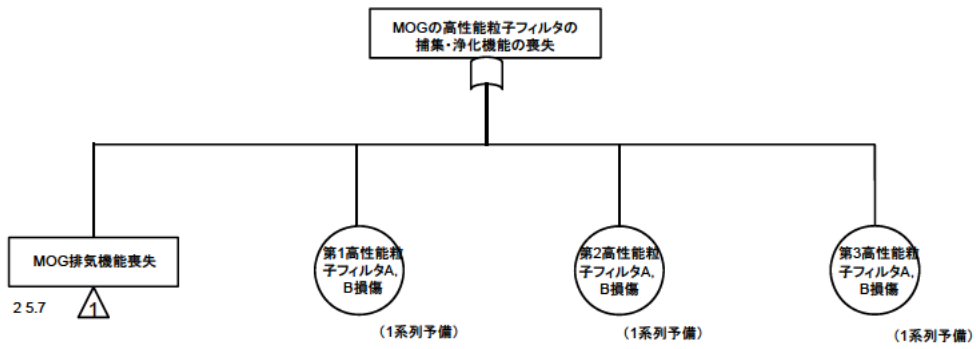 MOGの高性能粒子フィルタの
捕集・浄化機能の喪失
MOG排気機能喪失
2 5.7
1
第1高性能粒
子フィルタA,
B損傷
(1系列予備)
第2高性能粒
子フィルタA,
B損傷
(1系列予備)
第3高性能粒
子フィルタA,
B損傷
(1系列予備)